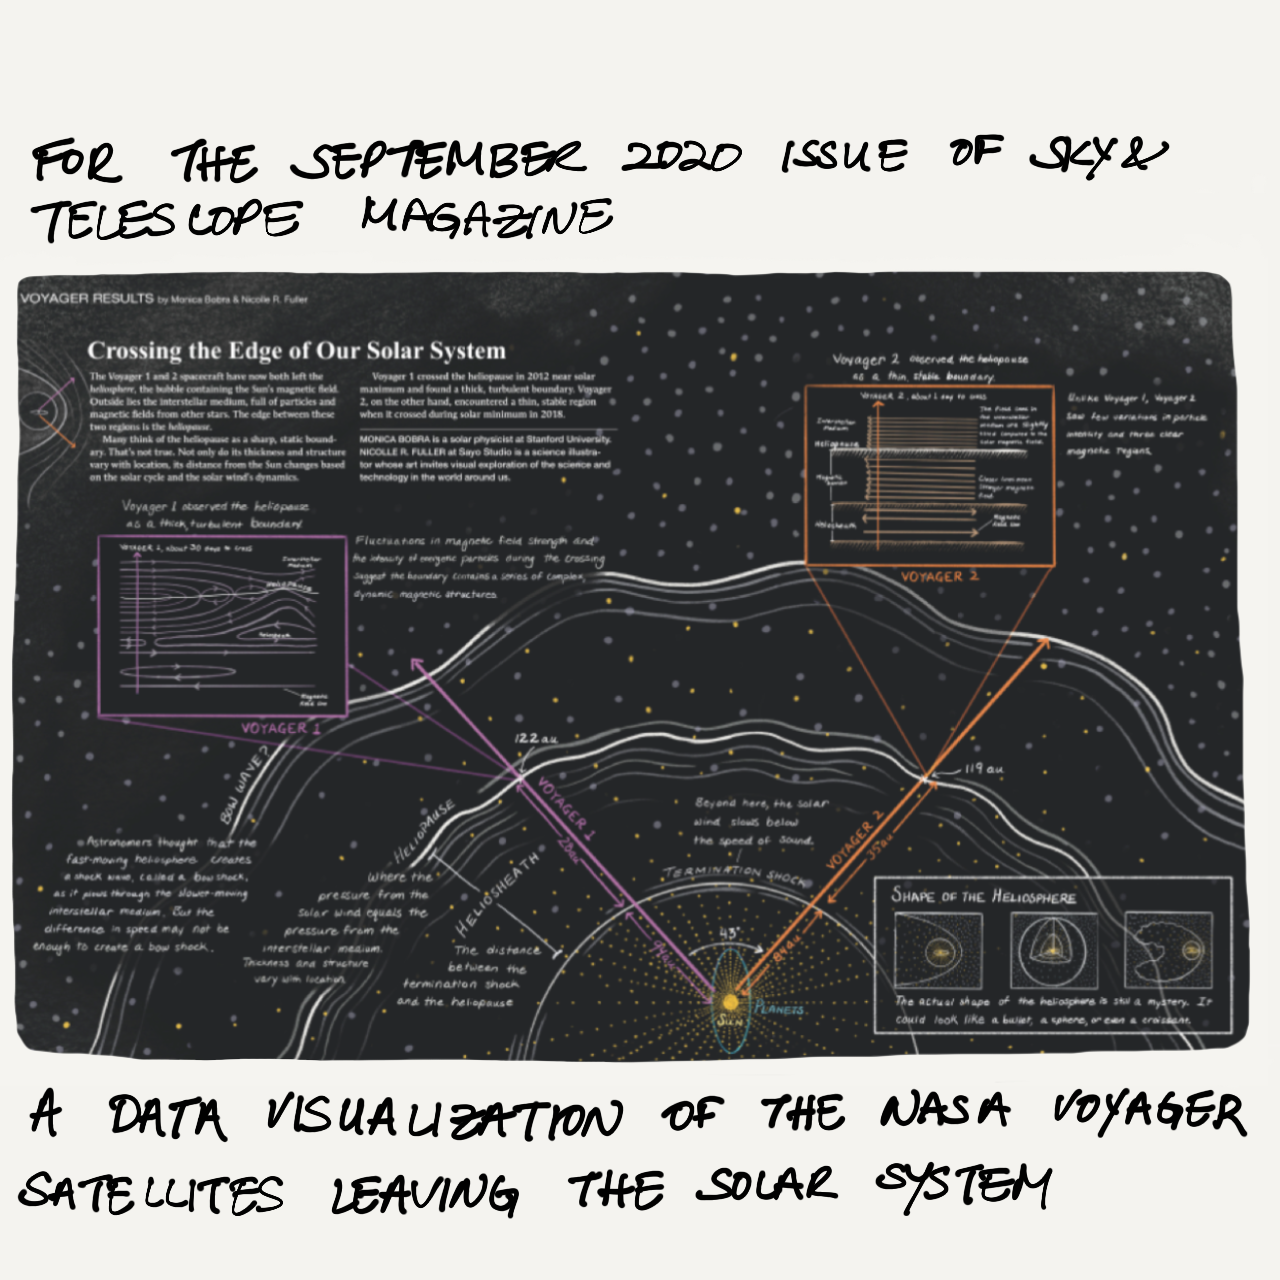 FOR THE SEPTEMBER 2020 ISSUE OF SKY &
TELESCOPE MAGAZINE
VOYAGER RESULTS by Monica Bobra & Nicolle R. Fuller
Crossing the Edge of Our Solar System
The Voyager 1 and 2 spacecraft have now both left the
heliosphere, the bubble containing the Sun's magnetic field.
Outside lies the interstellar medium, full of particles and
magnetic fields from other stars. The edge between these
two regions is the heliopause.
Many think of the heliopause as a sharp, static bound-
ary. That's not true. Not only do its thickness and structure
vary with location, its distance from the Sun changes based
on the solar cycle and the solar wind's dynamics.
Voyager 1 crossed the heliopause in 2012 near solar
maximum and found a thick, turbulent boundary. Voyager
2, on the other hand, encountered a thin, stable region
when it crossed during solar minimum in 2018.
MONICA BOBRA is a solar physicist at Stanford University.
NICOLLE R. FULLER at Sayo Studio is a science illustra-
tor whose art invites visual exploration of the science and
technology in the world around us.
Voyager 1 observed the heliopause
as a thick, turbulent boundary
VOYAGER 1, about 30 days to cross
Interstellar
Medium
Heliopause
Magnetic
field line
VOYAGER 1
Fluctuations in magnetic field strength and
the intensity of energetic particles during the crossing
suggest the boundary contains a series of complex,
dynamic magnetic structures
Voyager 2 observed the heliopause
as a thin, stable boundary.
VOYAGER 2, about 1 day to cross
Interstellar
Medium
Heliopause
Magnetic
barrier
Heliosheath
The field lines in
the interstellar
medium are slightly
tilted compared to the
solar magnetic field.
Closer lines mean
stronger magnetic
field
Magnetic
field line
VOYAGER 2
Unlike Voyager 1, Voyager 2
saw few variations in particle
intensity and three clear
magnetic regions.
BOW WAVE?
Astronomers thought that the
fast-moving heliosphere creates
a shock wave, called a bow shock,
as it plows through the slower-moving
interstellar medium. But the
difference in speed may not be
enough to create a bow shock.
HELIOPAUSE
Where the
pressure from the
solar wind equals the
pressure from the
interstellar medium.
Thickness and structure
vary with location.
HELIOSHEATH
The distance
between the
termination shock
and the heliopause
122 au
VOYAGER 1
28au
94au
119 au
VOYAGER 2
35au
84au
Beyond here, the solar
wind slows below
the speed of sound.
TERMINATION SHOCK
43°
SUN
PLANETS
SHAPE OF THE HELIOSPHERE
The actual shape of the heliosphere is still a mystery. It
could look like a bullet, a sphere, or even a croissant.
A DATA VISUALIZATION OF THE NASA VOYAGER
SATELLITES LEAVING THE SOLAR SYSTEM